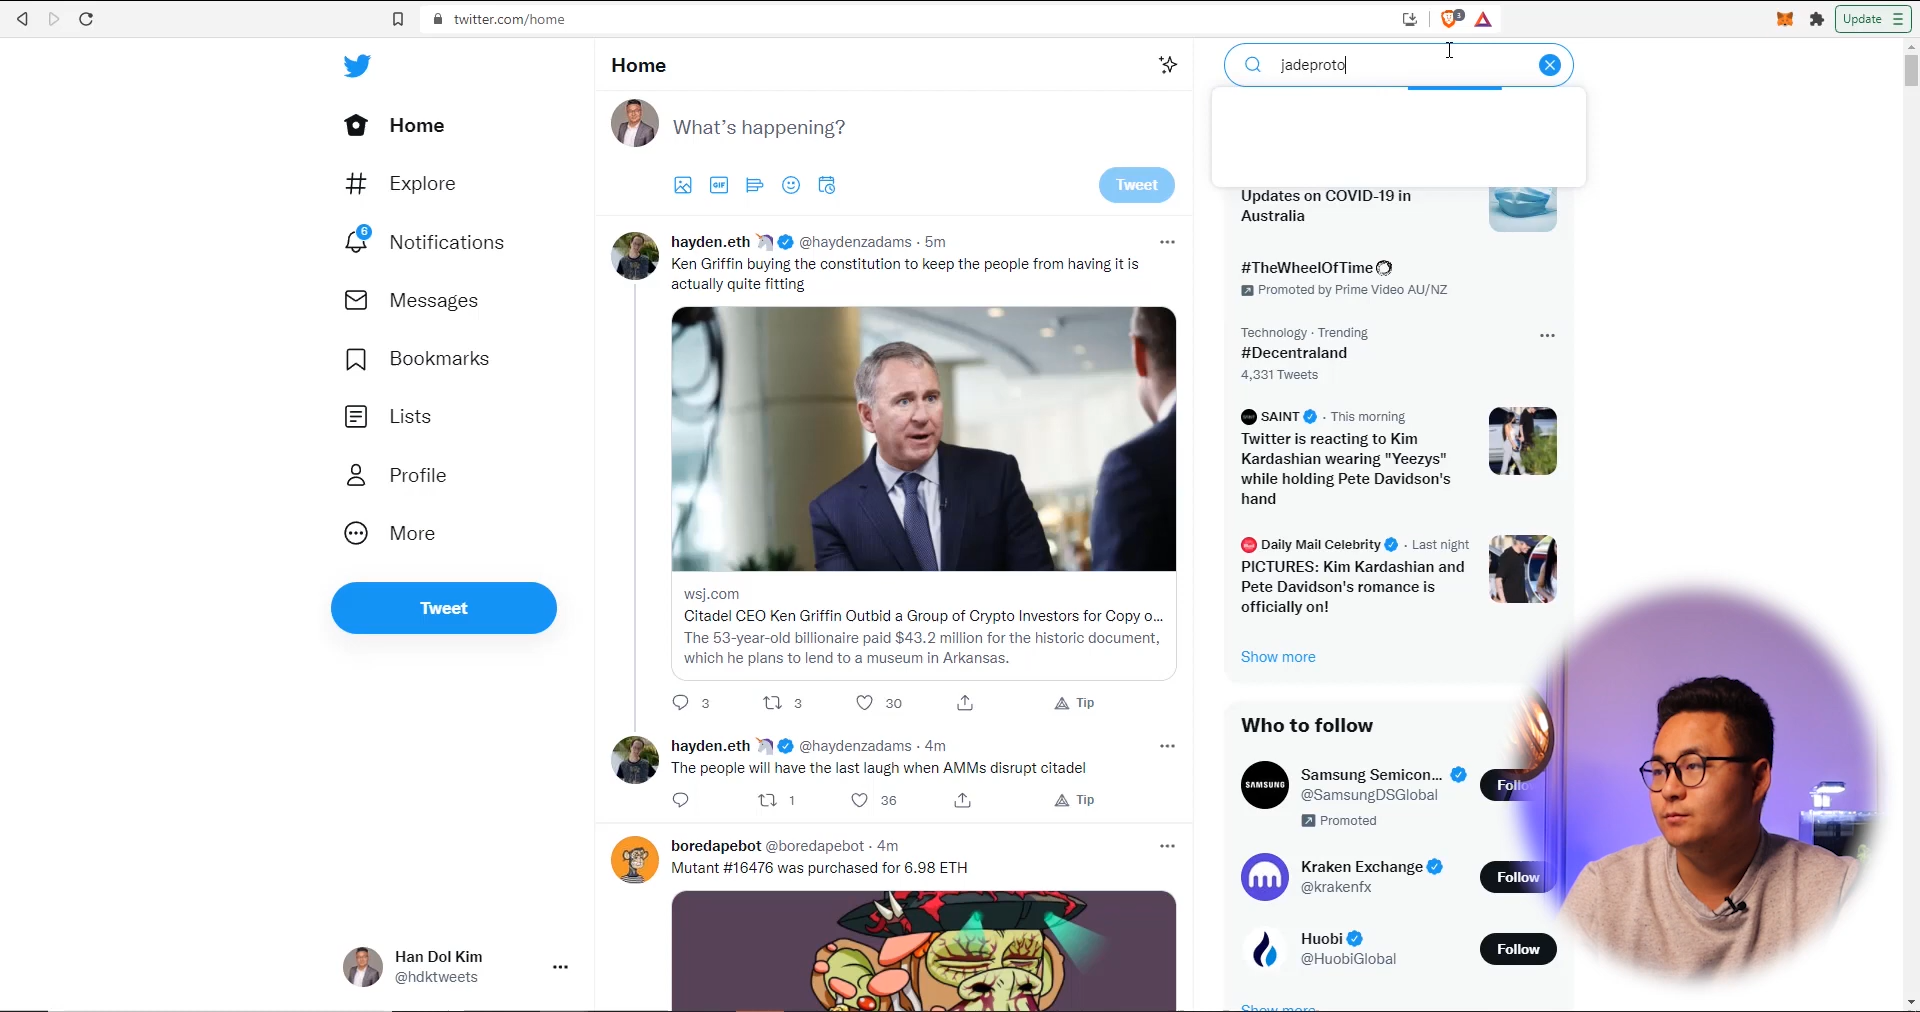 twitter.com/home
3
Update
Home
Explore
6
Notifications
Messages
Bookmarks
Lists
Profile
More
Tweet
Han Dol Kim
@hdktweets
Home
What's happening?
GIF
Tweet
hayden.eth @haydenzadams · 5m
Ken Griffin buying the constitution to keep the people from having it is
actually quite fitting
wsj.com
Citadel CEO Ken Griffin Outbid a Group of Crypto Investors for Copy o...
The 53-year-old billionaire paid $43.2 million for the historic document,
which he plans to lend to a museum in Arkansas.
3 3 30 Tip
hayden.eth @haydenzadams · 4m
The people will have the last laugh when AMMs disrupt citadel
1 36 Tip
boredapebot @boredapebot · 4m
Mutant #16476 was purchased for 6.98 ETH
jadeproto
Updates on COVID-19 in
Australia
#TheWheelOfTime
Promoted by Prime Video AU/NZ
Technology · Trending
#Decentraland
4,331 Tweets
SAINT · This morning
Twitter is reacting to Kim
Kardashian wearing "Yeezys"
while holding Pete Davidson's
hand
Daily Mail Celebrity · Last night
PICTURES: Kim Kardashian and
Pete Davidson's romance is
officially on!
Show more
Who to follow
SAMSUNG
Samsung Semicon...
@SamsungDSGlobal
Follo
Promoted
Kraken Exchange
@krakenfx
Follow
Huobi
@HuobiGlobal
Follow
Show more